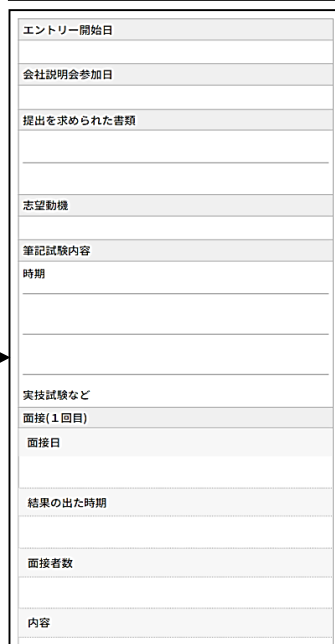 エントリー開始日
会社説明会参加日
提出を求められた書類
志望動機
筆記試験内容
時期
実技試験など
面接(１回目)
面接日
結果の出た時期
面接者数
内容